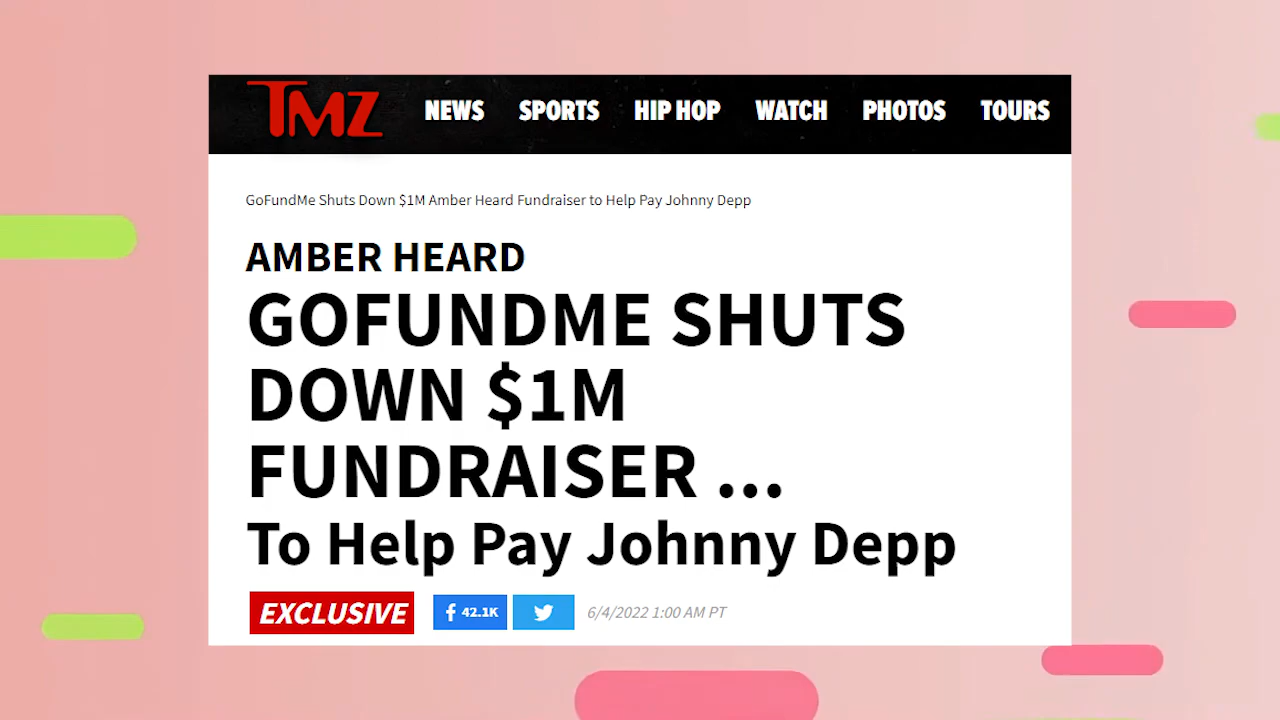 TMZ NEWS SPORTS HIP HOP WATCH PHOTOS TOURS
GoFundMe Shuts Down $1M Amber Heard Fundraiser to Help Pay Johnny Depp
AMBER HEARD
GOFUNDME SHUTS
DOWN $1M
FUNDRAISER ...
To Help Pay Johnny Depp
EXCLUSIVE f 42.1K 6/4/2022 1:00 AM PT